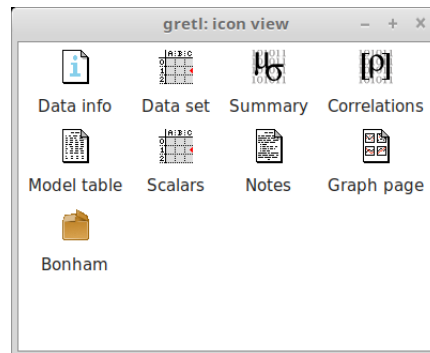 gretl: icon view
Data info Data set Summary Correlations
Model table Scalars Notes Graph page
Bonham